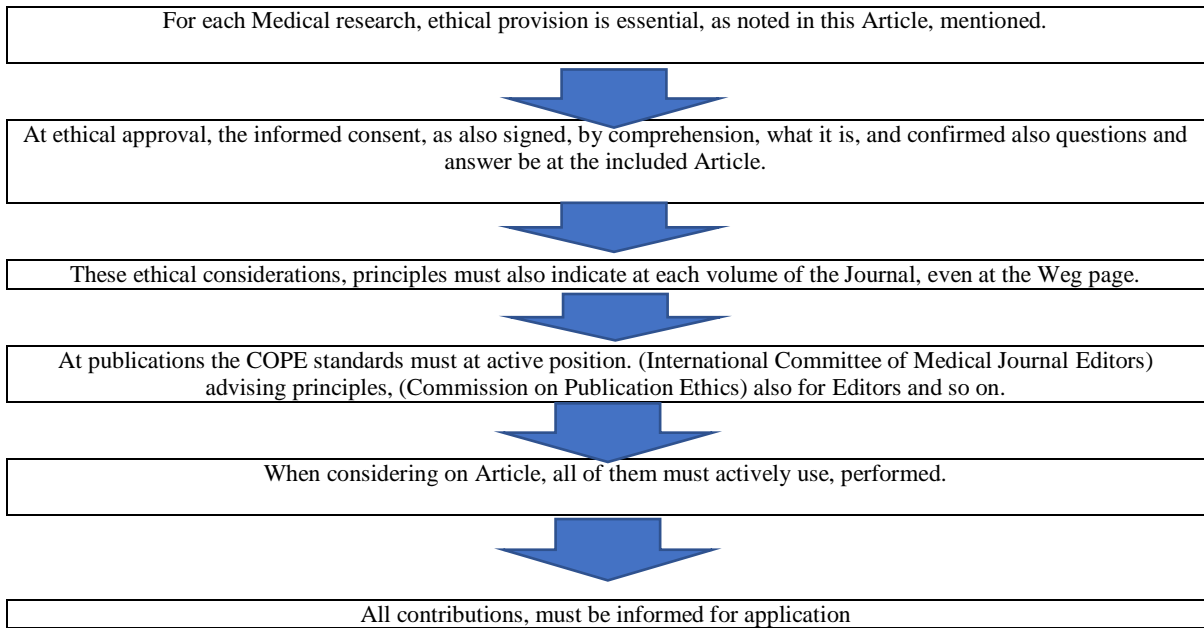 For each Medical research, ethical provision is essential, as noted in this Article, mentioned.
At ethical approval, the informed consent, as also signed, by comprehension, what it is, and confirmed also questions and
answer be at the included Article.
These ethical considerations, principles must also indicate at each volume of the Journal, even at the Weg page.
At publications the COPE standards must at active position. (International Committee of Medical Journal Editors)
advising principles, (Commission on Publication Ethics) also for Editors and so on.
When considering on Article, all of them must actively use, performed.
All contributions, must be informed for application